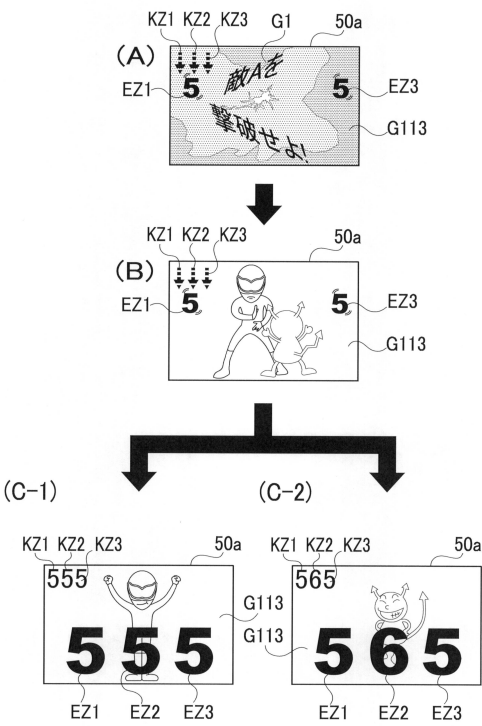 KZ1 KZ2 KZ3 G1 50a
(A)
敵Aを
EZ1 5 5 EZ3
撃破せよ!
G113
KZ1 KZ2 KZ3 50a
(B)
EZ1 5 5 EZ3
G113
(C-1) (C-2)
KZ1 KZ2 KZ3 50a KZ1 KZ2 KZ3 50a
555 565
G113 G113
5 5 5 5 6 5
EZ1 EZ2 EZ3 EZ1 EZ2 EZ3